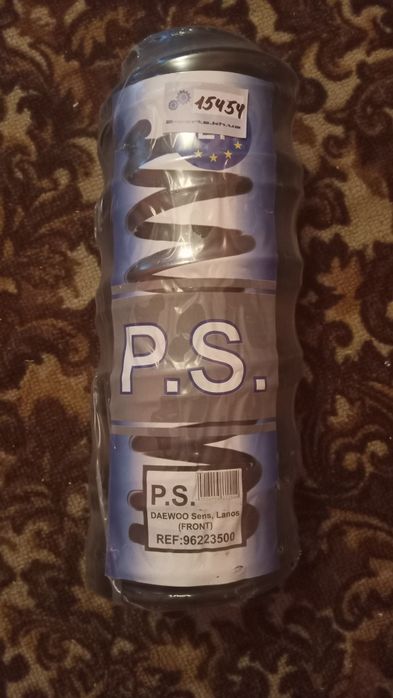 15454
P.S.
P.S.
DAEWOO Sens, Lanos
(FRONT)
REF:96223500